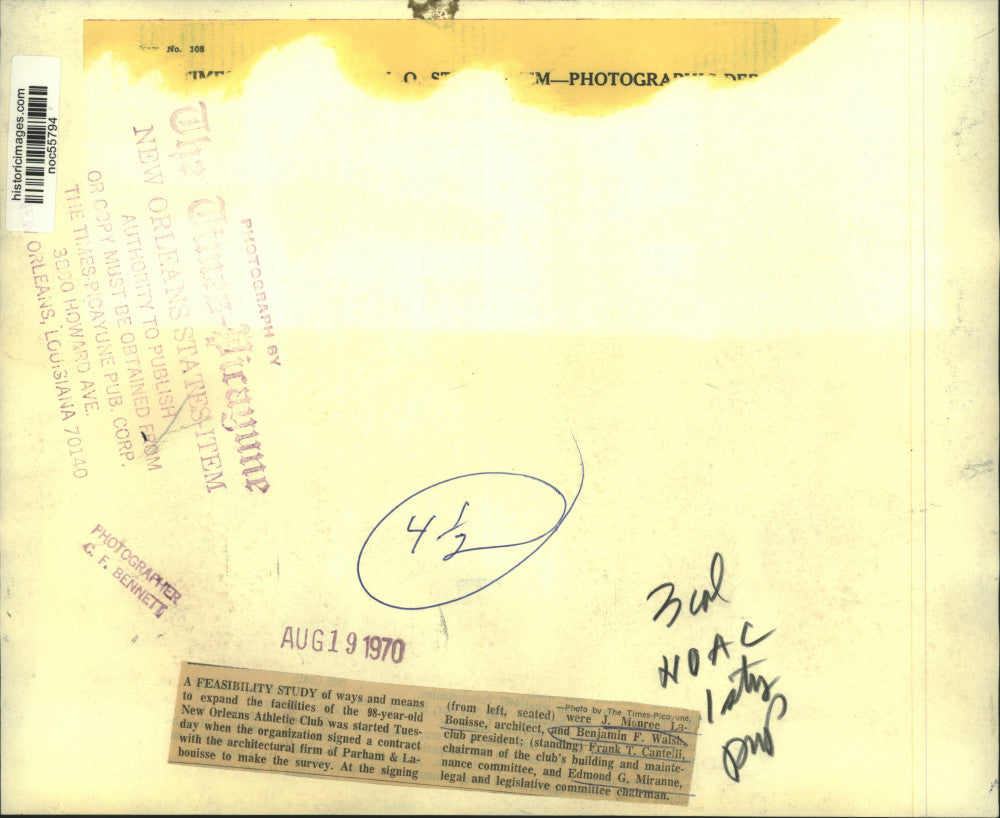 No. 108
M—PHOTOGRA
historicimages.com
noc55794
PHOTOGRAPH BY
The Times-Picayune
NEW ORLEANS STATES-ITEM
AUTHORITY TO PUBLISH
OR COPY MUST BE OBTAINED FROM
THE TIMES-PICAYUNE PUB. CORP.
HOWARD AVE.
ORLEANS, LOUISIANA 70140
4 1/2
PHOTOGRAPHER
C. F. BENNETT
3 col
NOAC
AUG 19 1970
A FEASIBILITY STUDY of ways and means
to expand the facilities of the 98-year-old
New Orleans Athletic Club was started Tues-
day when the organization signed a contract
with the architectural firm of Parham & La-
bouisse to make the survey. At the signing
—Photo by The Times-Picayune.
(from left, seated) were J. Monroe La-
Bouisse, architect, and Benjamin F. Walsh,
club president; (standing) Frank T. Cantelli,
chairman of the club's building and mainte-
nance committee, and Edmond G. Miranne,
legal and legislative committee chairman.